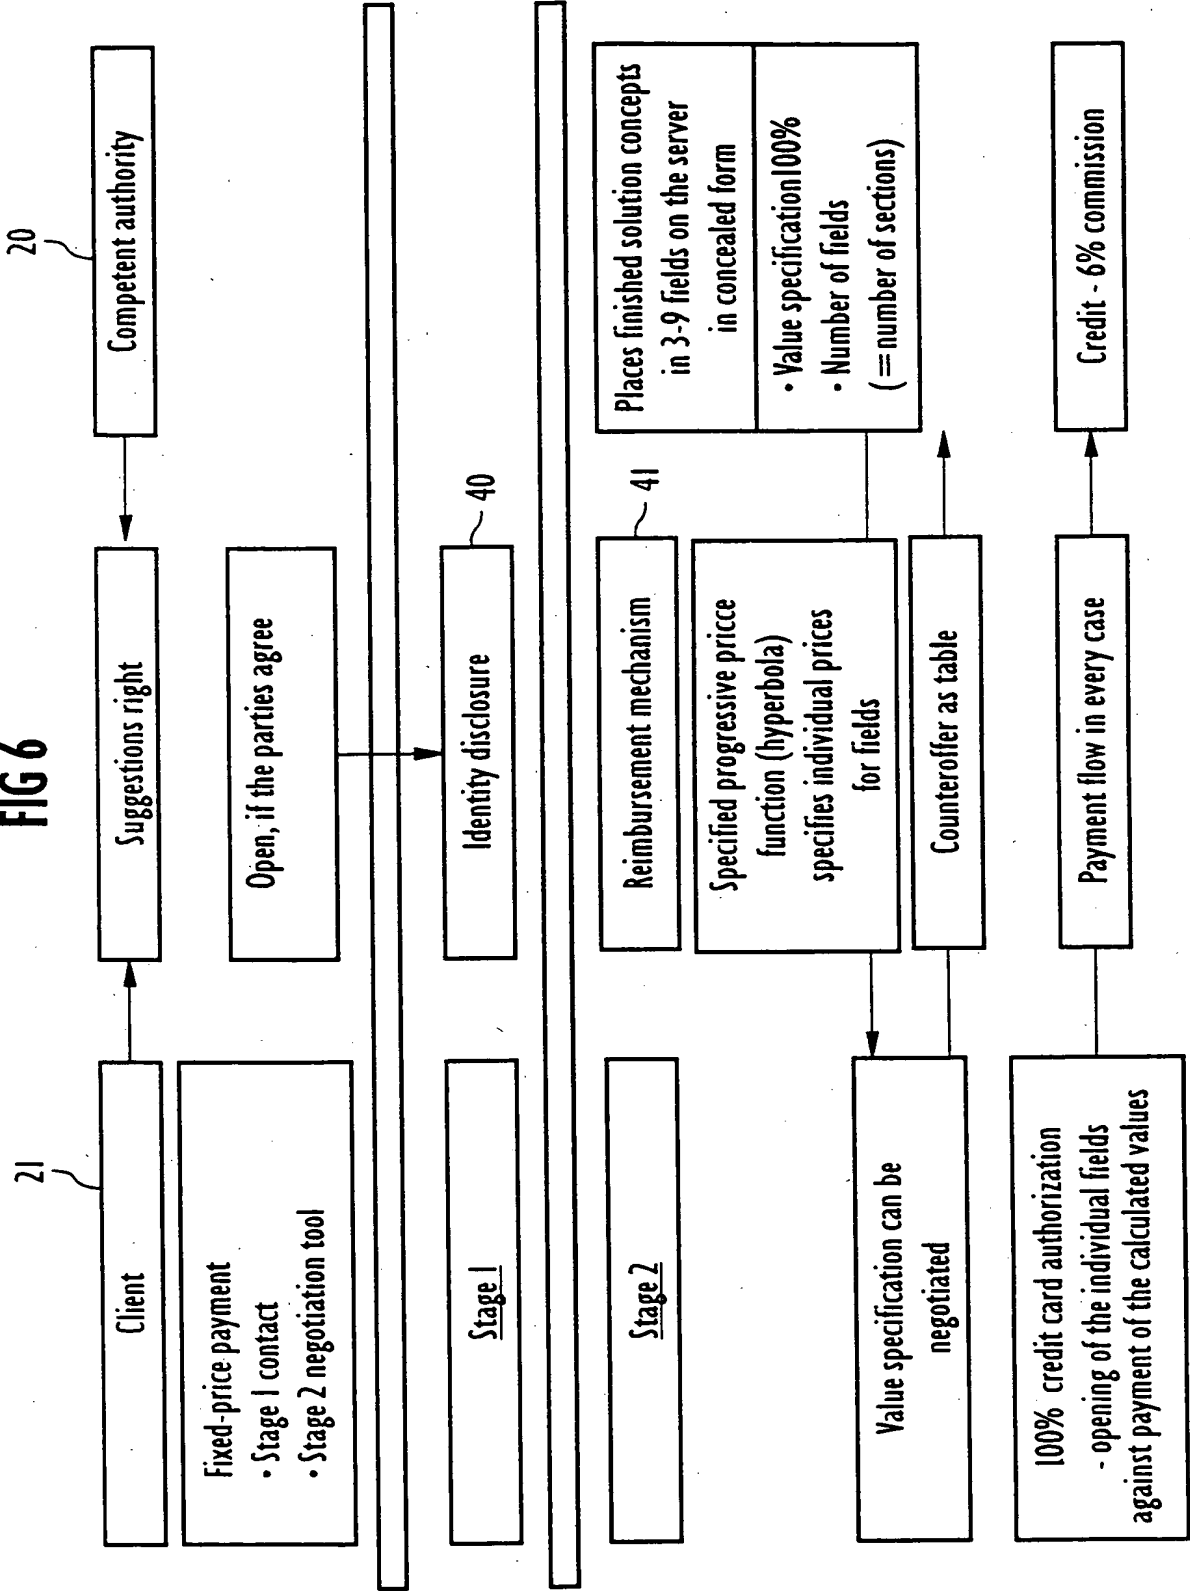 FIG 6
21
20
Client
Suggestions right
Competent authority
Fixed-price payment
• Stage 1 contact
• Stage 2 negotiation tool
Open, if the parties agree
Stage 1
Identity disclosure
40
Stage 2
Reimbursement mechanism
41
Places finished solution concepts
in 3-9 fields on the server
in concealed form
• Value specification100%
• Number of fields
(=number of sections)
Specified progressive pricce
function (hyperbola)
specifies individual prices
for fields
Value specification can be
negotiated
Counteroffer as table
100% credit card authorization
- opening of the individual fields
against payment of the calculated values
Payment flow in every case
Credit - 6% commission